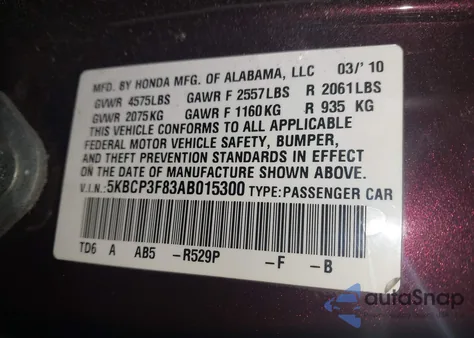 MFD. BY HONDA MFG. OF ALABAMA, LLC 03/'10
GVWR 4575LBS GAWR F 2557LBS R 2061LBS
GVWR 2075KG GAWR F 1160KG R 935 KG
THIS VEHICLE CONFORMS TO ALL APPLICABLE
FEDERAL MOTOR VEHICLE SAFETY, BUMPER,
AND THEFT PREVENTION STANDARDS IN EFFECT
ON THE DATE OF MANUFACTURE SHOWN ABOVE.
V.I.N.:5KBCP3F83AB015300 TYPE:PASSENGER CAR
TD6 A AB5 -R529P -F -B
autoSnap